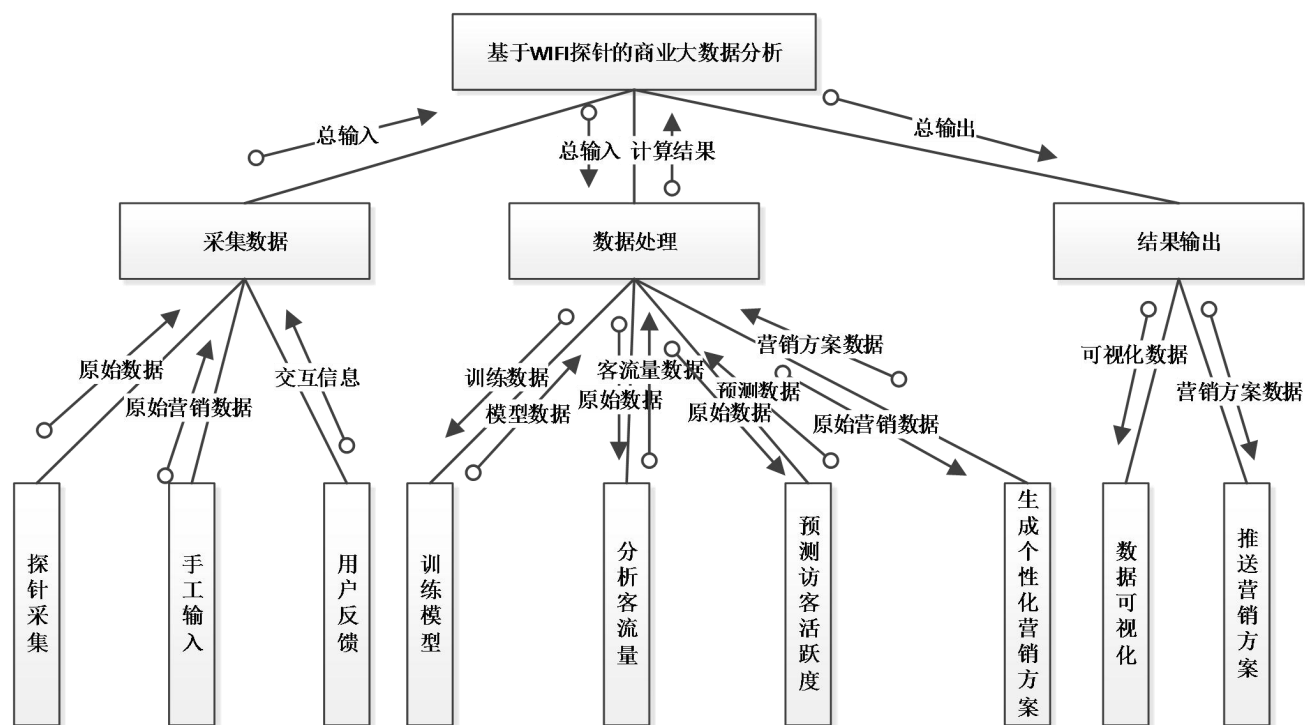 基于WIFI探针的商业大数据分析
总输入
总输入
计算结果
总输出
采集数据
数据处理
结果输出
原始数据
原始营销数据
交互信息
训练数据
模型数据
客流量数据
原始数据
预测数据
原始数据
营销方案数据
原始营销数据
可视化数据
营销方案数据
探针采集
手工输入
用户反馈
训练模型
分析客流量
预测访客活跃度
生成个性化营销方案
数据可视化
推送营销方案